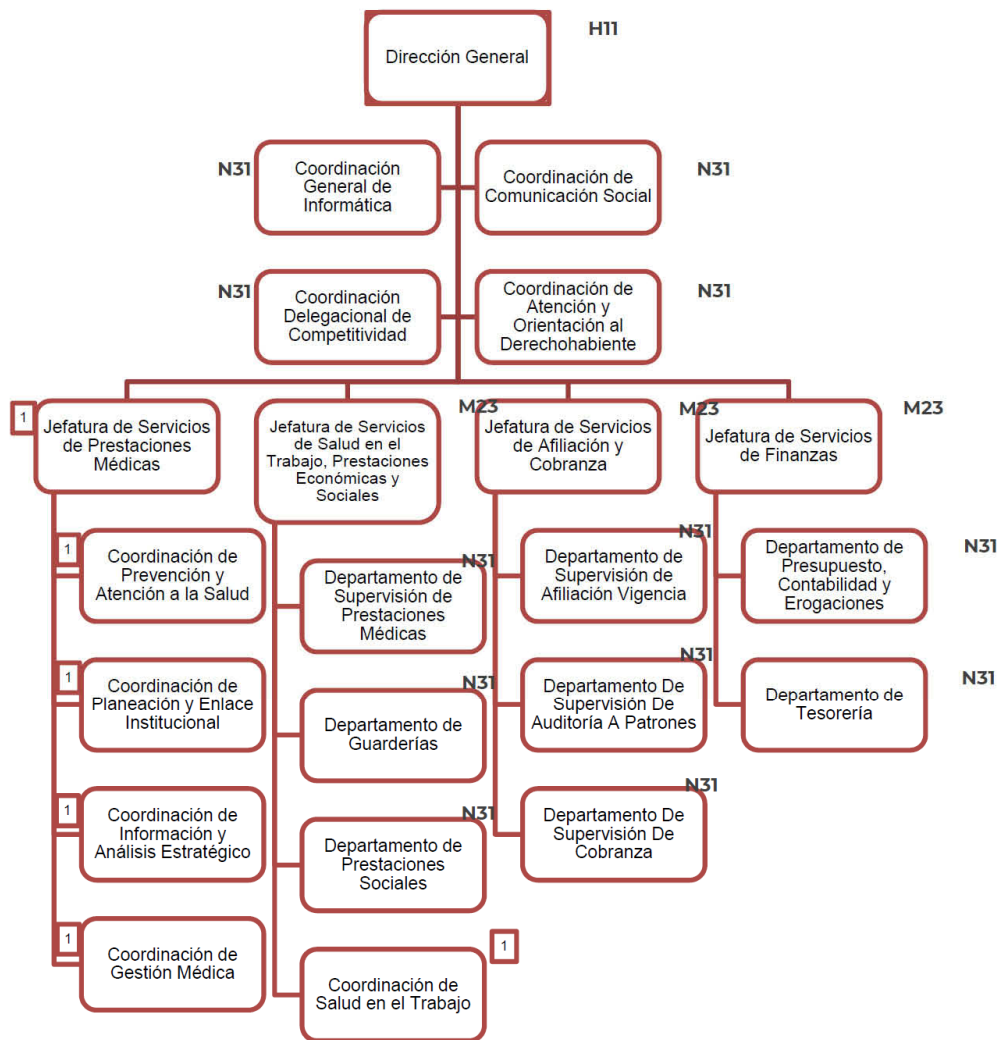 H11
Dirección General
N31
Coordinación
General de
Informática
Coordinación de
Comunicación Social
N31
N31
Coordinación
Delegacional de
Competitividad
Coordinación de
Atención y
Orientación al
Derechohabiente
N31
1
Jefatura de Servicios
de Prestaciones
Médicas
Jefatura de Servicios
de Salud en el
Trabajo, Prestaciones
Económicas y
Sociales
M23
Jefatura de Servicios
de Afiliación y
Cobranza
M23
Jefatura de Servicios
de Finanzas
M23
1
Coordinación de
Prevención y
Atención a la Salud
1
Coordinación de
Planeación y Enlace
Institucional
1
Coordinación de
Información y
Análisis Estratégico
1
Coordinación de
Gestión Médica
N31
Departamento de
Supervisión de
Prestaciones
Médicas
N31
Departamento de
Guarderías
N31
Departamento de
Prestaciones
Sociales
1
Coordinación de
Salud en el Trabajo
N31
Departamento de
Supervisión de
Afiliación Vigencia
N31
Departamento De
Supervisión De
Auditoría A Patrones
N31
Departamento De
Supervisión De
Cobranza
N31
Departamento de
Presupuesto,
Contabilidad y
Erogaciones
N31
Departamento de
Tesorería